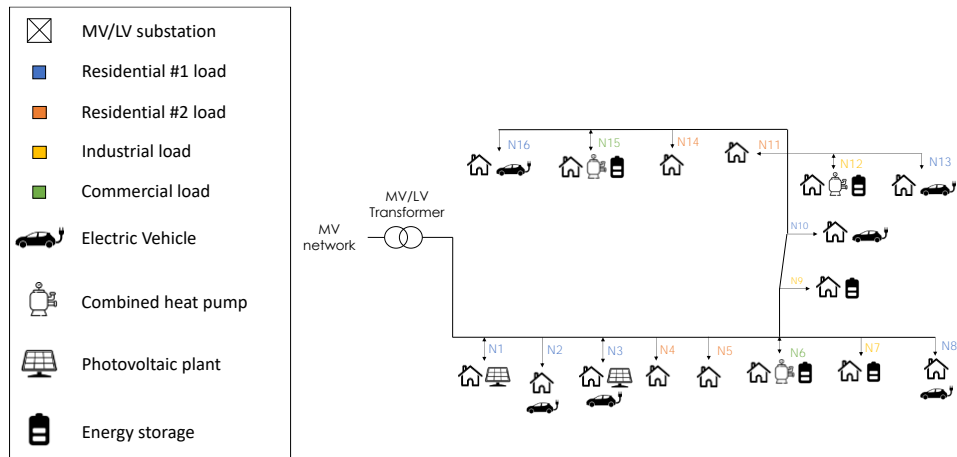 MV/LV substation
Residential #1 load
Residential #2 load
Industrial load
Commercial load
Electric Vehicle
Combined heat pump
Photovoltaic plant
Energy storage
MV/LV
Transformer
MV
network
N16
N15
N14
N11
N12
N13
N10
N9
N1
N2
N3
N4
N5
N6
N7
N8